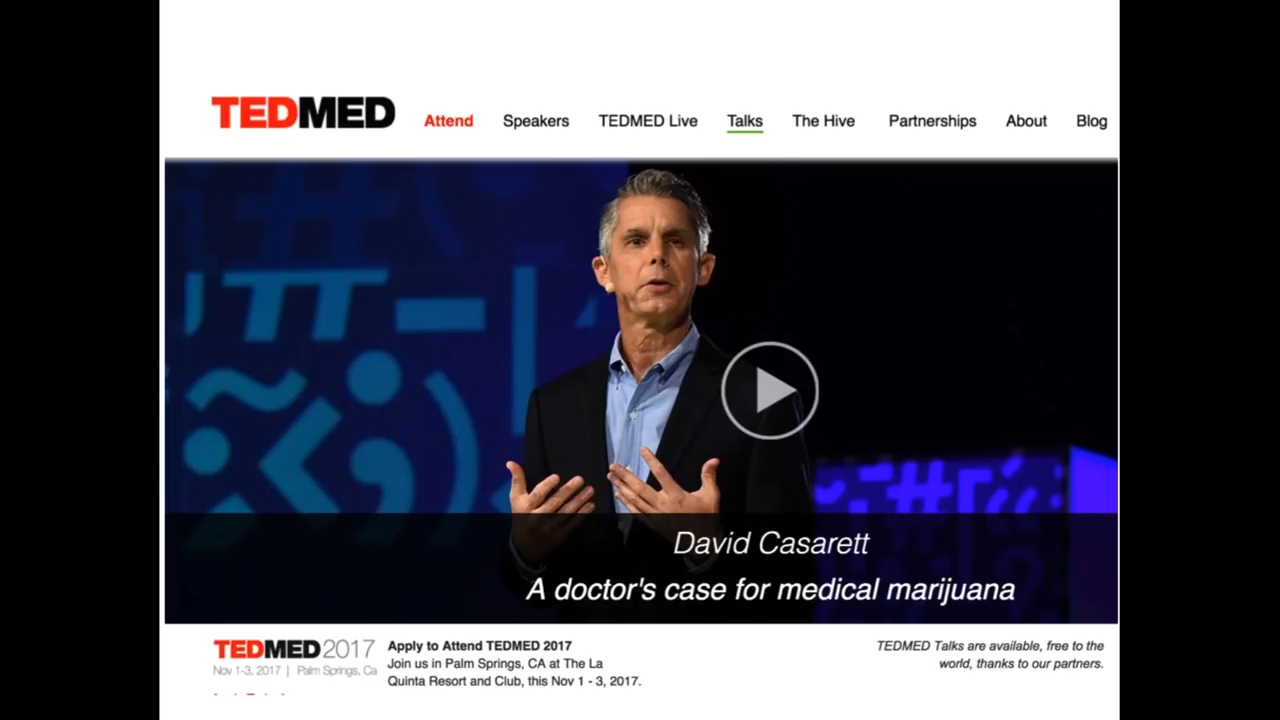 TEDMED Attend Speakers TEDMED Live Talks The Hive Partnerships About Blog
David Casarett
A doctor's case for medical marijuana
TEDMED 2017
Nov 1-3, 2017 | Palm Springs, Ca
Apply to Attend TEDMED 2017
Join us in Palm Springs, CA at The La
Quinta Resort and Club, this Nov 1 - 3, 2017.
TEDMED Talks are available, free to the
world, thanks to our partners.